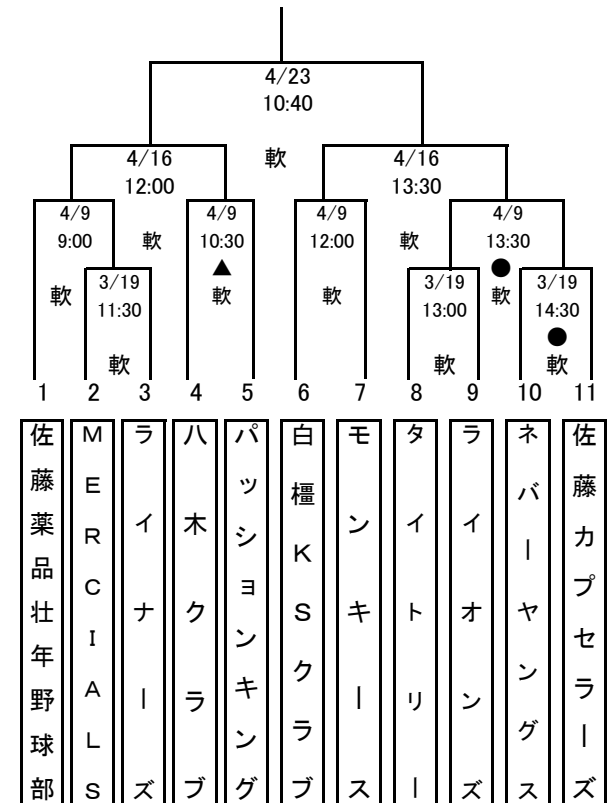 4/23
10:40
軟
4/16
12:00
4/16
13:30
4/9
9:00
軟
4/9
10:30
▲
軟
4/9
12:00
軟
4/9
13:30
●
軟
3/19
11:30
軟
軟
軟
3/19
13:00
軟
3/19
14:30
●
軟
1 2 3 4 5 6 7 8 9 10 11
佐藤薬品壮年野球部
MERCIALS
ライナーズ
八木クラブ
パッションキング
白橿KSクラブ
モンキース
タイトリー
ライオンズ
ネバーヤングス
佐藤カプセラーズ